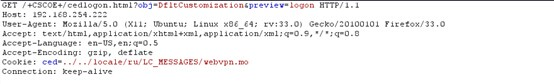 GET /+CSCOE+/cedlogon.html?obj=DfltCustomization&preview=logon HTTP/1.1
Host: 192.168.254.222
User-Agent: Mozilla/5.0 (X11; Ubuntu; Linux x86_64; rv:33.0) Gecko/20100101 Firefox/33.0
Accept: text/html,application/xhtml+xml,application/xml;q=0.9,*/*;q=0.8
Accept-Language: en-US,en;q=0.5
Accept-Encoding: gzip, deflate
Cookie: ced=../../locale/ru/LC_MESSAGES/webvpn.mo
Connection: keep-alive